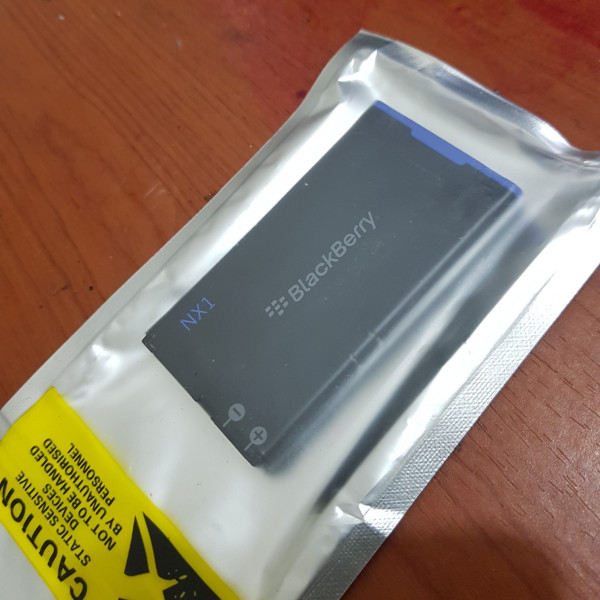 BlackBerry
NX1
−
+
CAUTION
STATIC SENSITIVE
DEVICES
NOT TO BE HANDLED
BY UNAUTHORISED
PERSONNEL